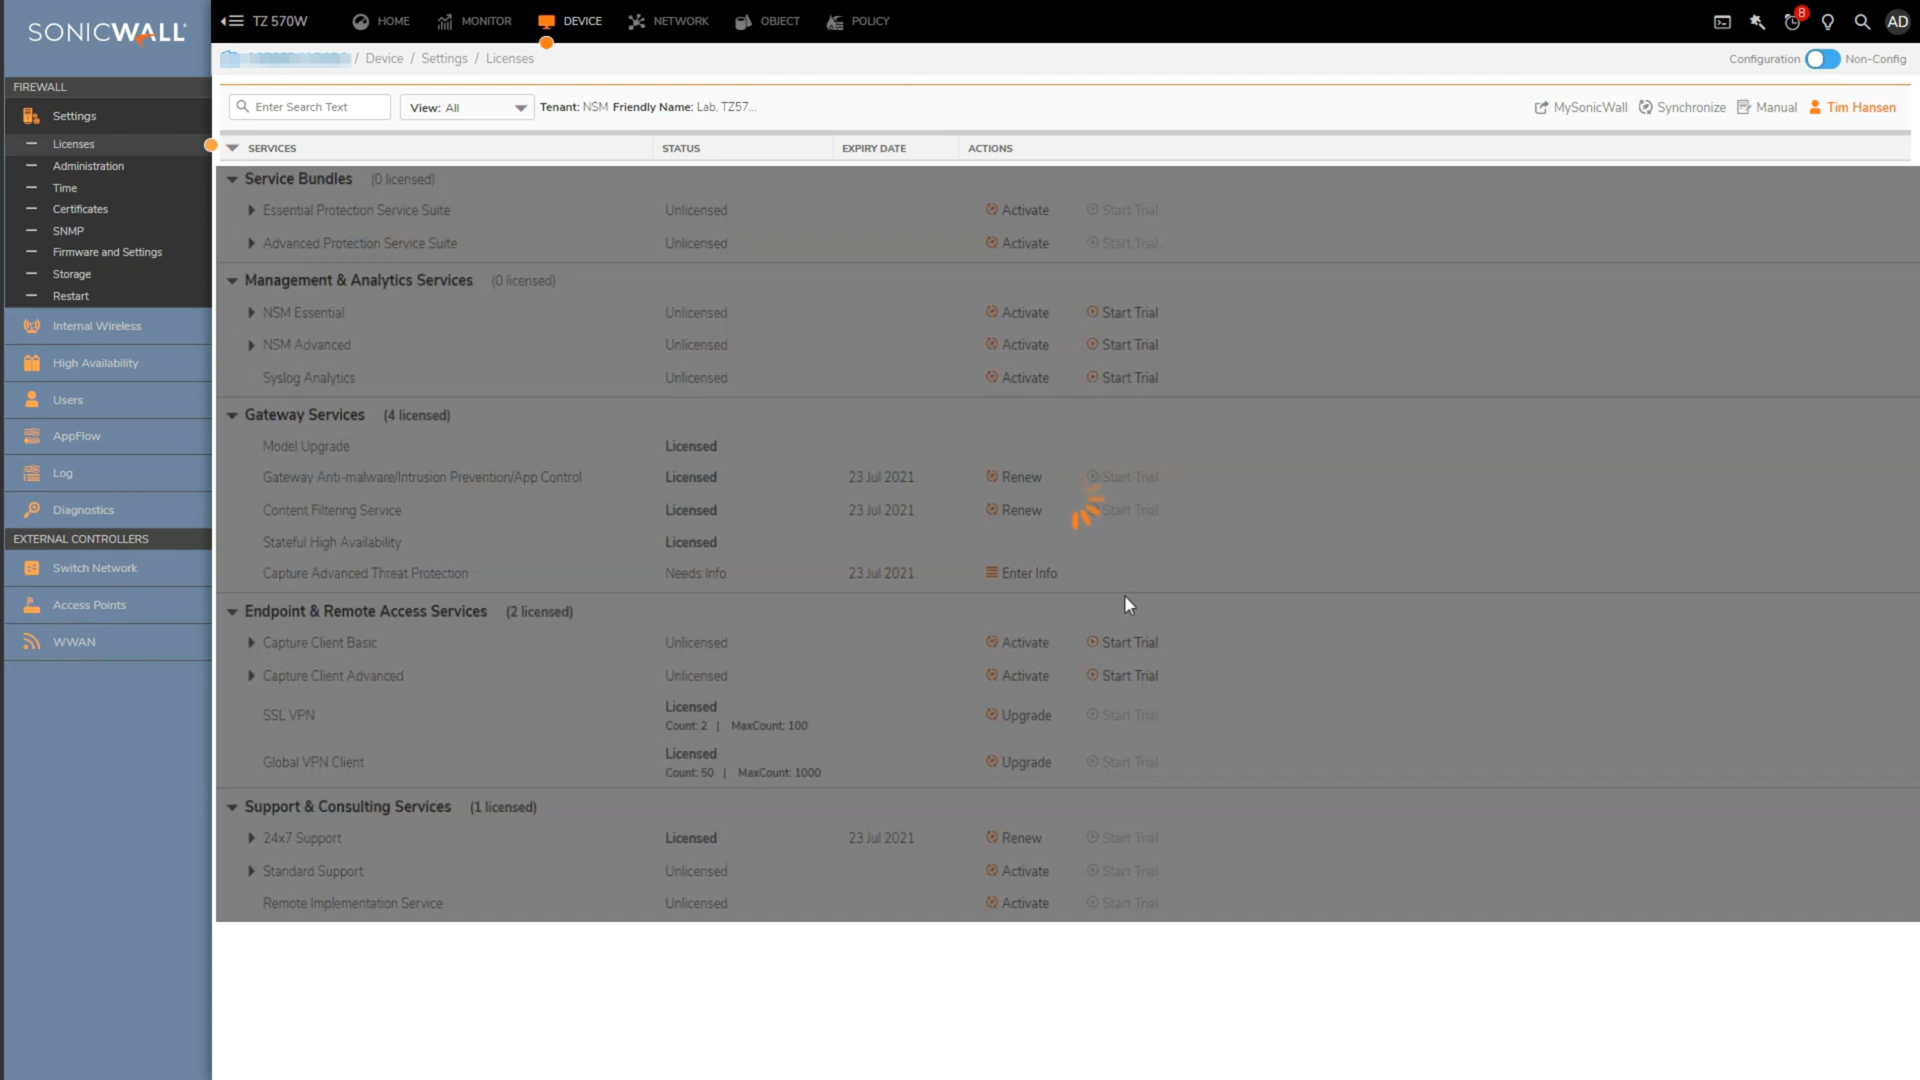 SONICWALL
TZ 570W
HOME
MONITOR
DEVICE
NETWORK
OBJECT
POLICY
8
AD
/ Device / Settings / Licenses
Configuration
Non-Config
FIREWALL
Settings
Licenses
Administration
Time
Certificates
SNMP
Firmware and Settings
Storage
Restart
Internal Wireless
High Availability
Users
AppFlow
Log
Diagnostics
EXTERNAL CONTROLLERS
Switch Network
Access Points
WWAN
Enter Search Text
View: All
Tenant: NSM Friendly Name: Lab, TZ57...
MySonicWall
Synchronize
Manual
Tim Hansen
SERVICES STATUS EXPIRY DATE ACTIONS
Service Bundles (0 licensed)
Essential Protection Service Suite Unlicensed Activate Start Trial
Advanced Protection Service Suite Unlicensed Activate Start Trial
Management & Analytics Services (0 licensed)
NSM Essential Unlicensed Activate Start Trial
NSM Advanced Unlicensed Activate Start Trial
Syslog Analytics Unlicensed Activate Start Trial
Gateway Services (4 licensed)
Model Upgrade Licensed
Gateway Anti-malware/Intrusion Prevention/App Control Licensed 23 Jul 2021 Renew Start Trial
Content Filtering Service Licensed 23 Jul 2021 Renew Start Trial
Stateful High Availability Licensed
Capture Advanced Threat Protection Needs Info 23 Jul 2021 Enter Info
Endpoint & Remote Access Services (2 licensed)
Capture Client Basic Unlicensed Activate Start Trial
Capture Client Advanced Unlicensed Activate Start Trial
SSL VPN Licensed Upgrade Start Trial
Count: 2 | MaxCount: 100
Global VPN Client Licensed Upgrade Start Trial
Count: 50 | MaxCount: 1000
Support & Consulting Services (1 licensed)
24x7 Support Licensed 23 Jul 2021 Renew Start Trial
Standard Support Unlicensed Activate Start Trial
Remote Implementation Service Unlicensed Activate Start Trial